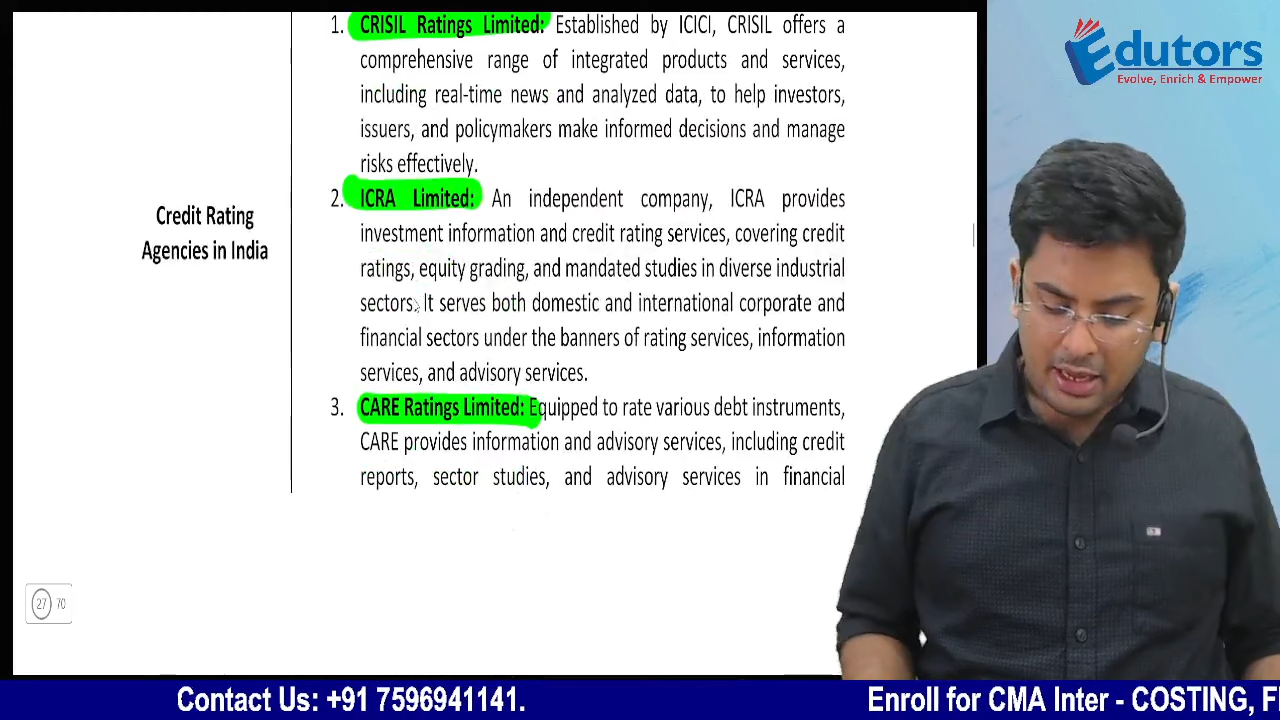 1. CRISIL Ratings Limited: Established by ICICI, CRISIL offers a
comprehensive range of integrated products and services,
including real-time news and analyzed data, to help investors,
issuers, and policymakers make informed decisions and manage
risks effectively.
2. ICRA Limited: An independent company, ICRA provides
investment information and credit rating services, covering credit
ratings, equity grading, and mandated studies in diverse industrial
sectors. It serves both domestic and international corporate and
financial sectors under the banners of rating services, information
services, and advisory services.
3. CARE Ratings Limited: Equipped to rate various debt instruments,
CARE provides information and advisory services, including credit
reports, sector studies, and advisory services in financial
Credit Rating
Agencies in India
27 70
Edutors
Evolve, Enrich & Empower
Contact Us: +91 7596941141.
Enroll for CMA Inter - COSTING, F